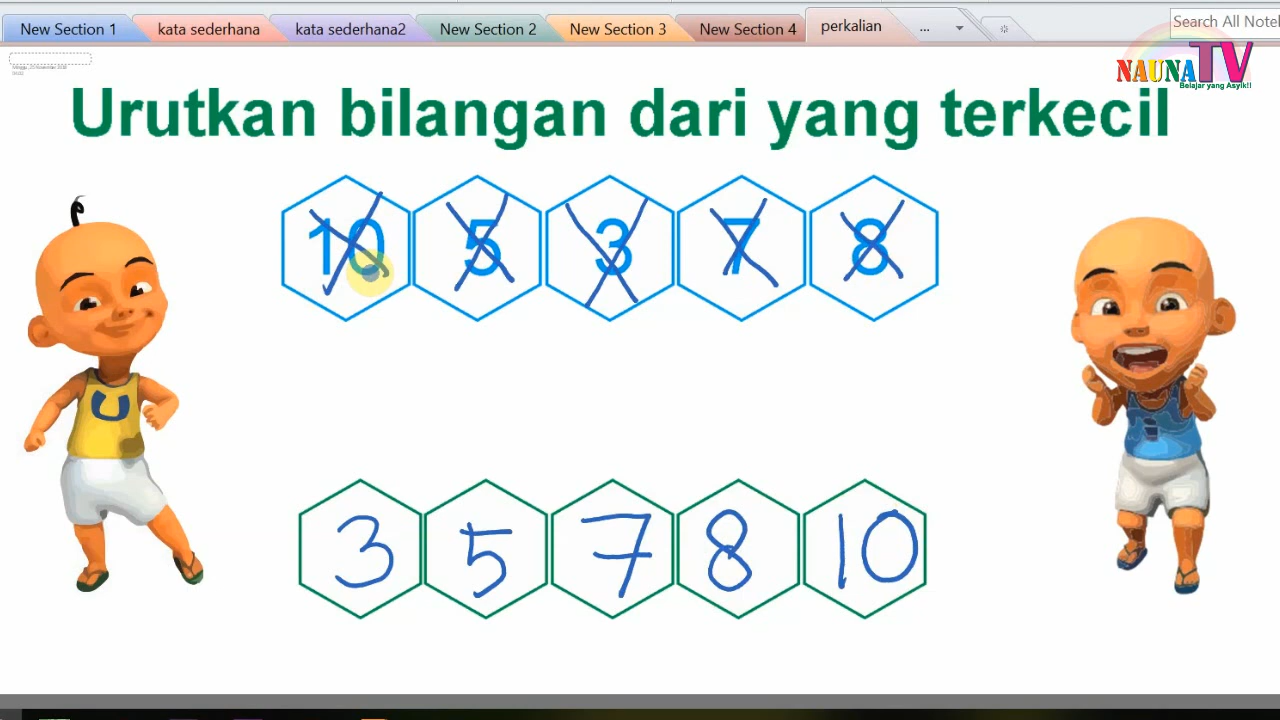 New Section 1
kata sederhana
kata sederhana2
New Section 2
New Section 3
New Section 4
perkalian
...
Search All Note
NAUNA TV
Belajar yang Asyik!!
Urutkan bilangan dari yang terkecil
10 5 3 7 8
U
3 5 7 8 10